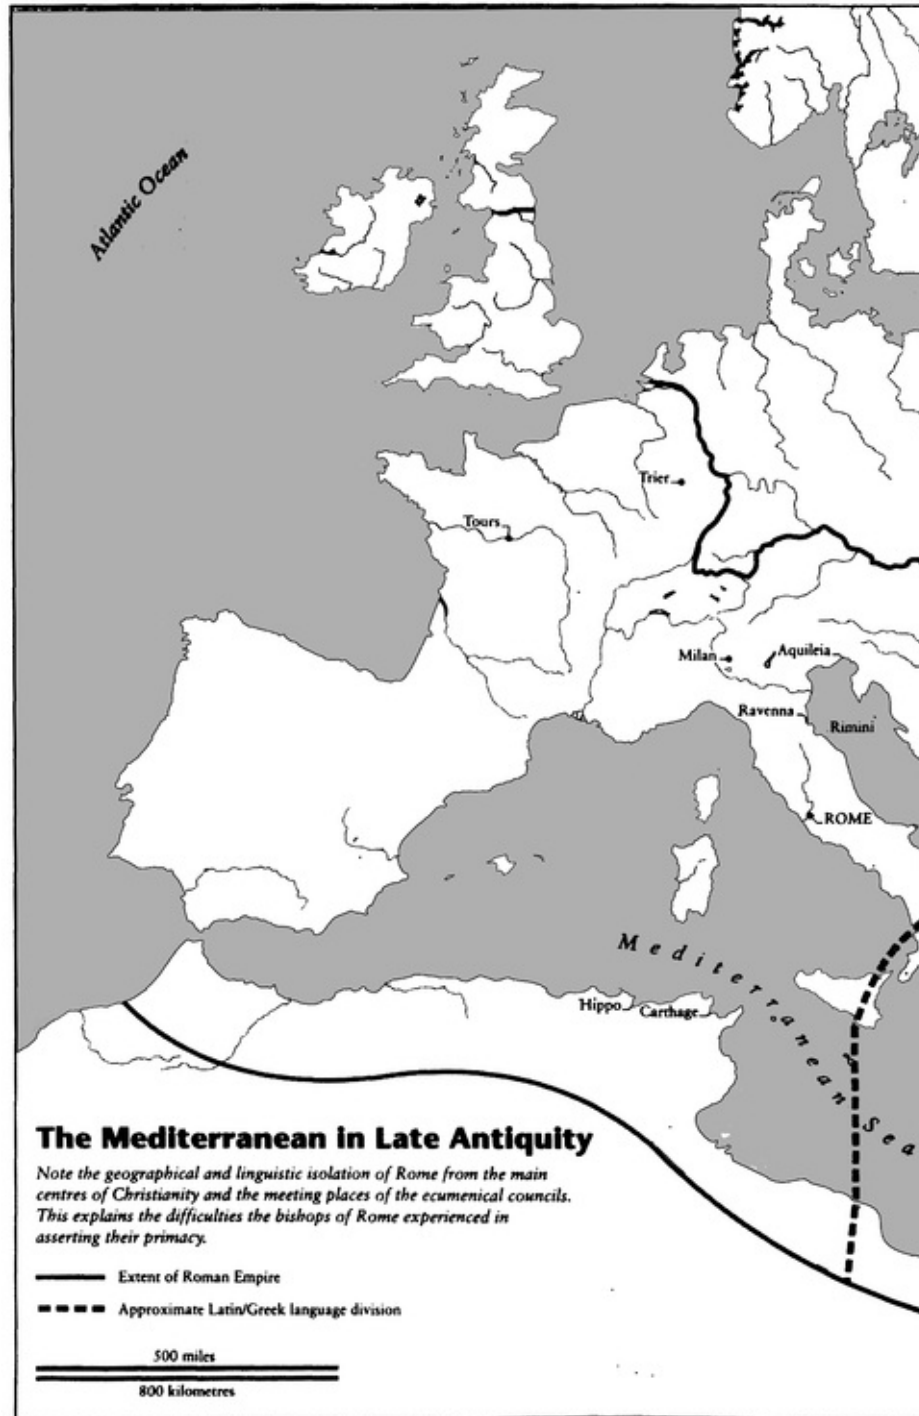 Atlantic Ocean
Trier
Tours
Milan
Aquileia
Ravenna
Rimini
ROME
Mediterranean Sea
Hippo
Carthage
The Mediterranean in Late Antiquity
Note the geographical and linguistic isolation of Rome from the main
centres of Christianity and the meeting places of the ecumenical councils.
This explains the difficulties the bishops of Rome experienced in
asserting their primacy.
Extent of Roman Empire
Approximate Latin/Greek language division
500 miles
800 kilometres